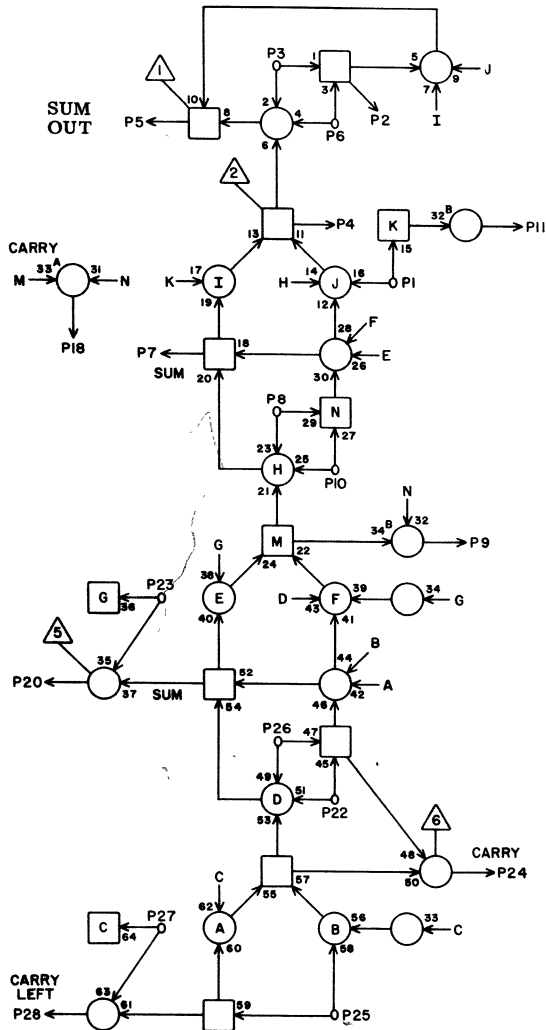 P3 1 5 J
1 3 9
10 2 7
SUM 8 4 P2 I
OUT P5 6 P6
2
P4 K 32 B P11
13 11 15
CARRY
33 A 31 17 14 16
M N K I H J P1
19 12
P18 28 F
18
P7 E
SUM 20 30 26
P8 N
29 27
23 25
H P10
21 N
M 34 B 32 P9
G 24 22
38 39 34
P23 E D F G
G 36 40 43 41
5 B
35 52 44
P20 SUM A
37 54 46 42
P26 47
45
49 51 6
D P22
53 48 CARRY
50 P24
C 55 57
P27 62 56 33
C 64 A B C
60 58
CARRY
LEFT 63
P28 61 59 P25